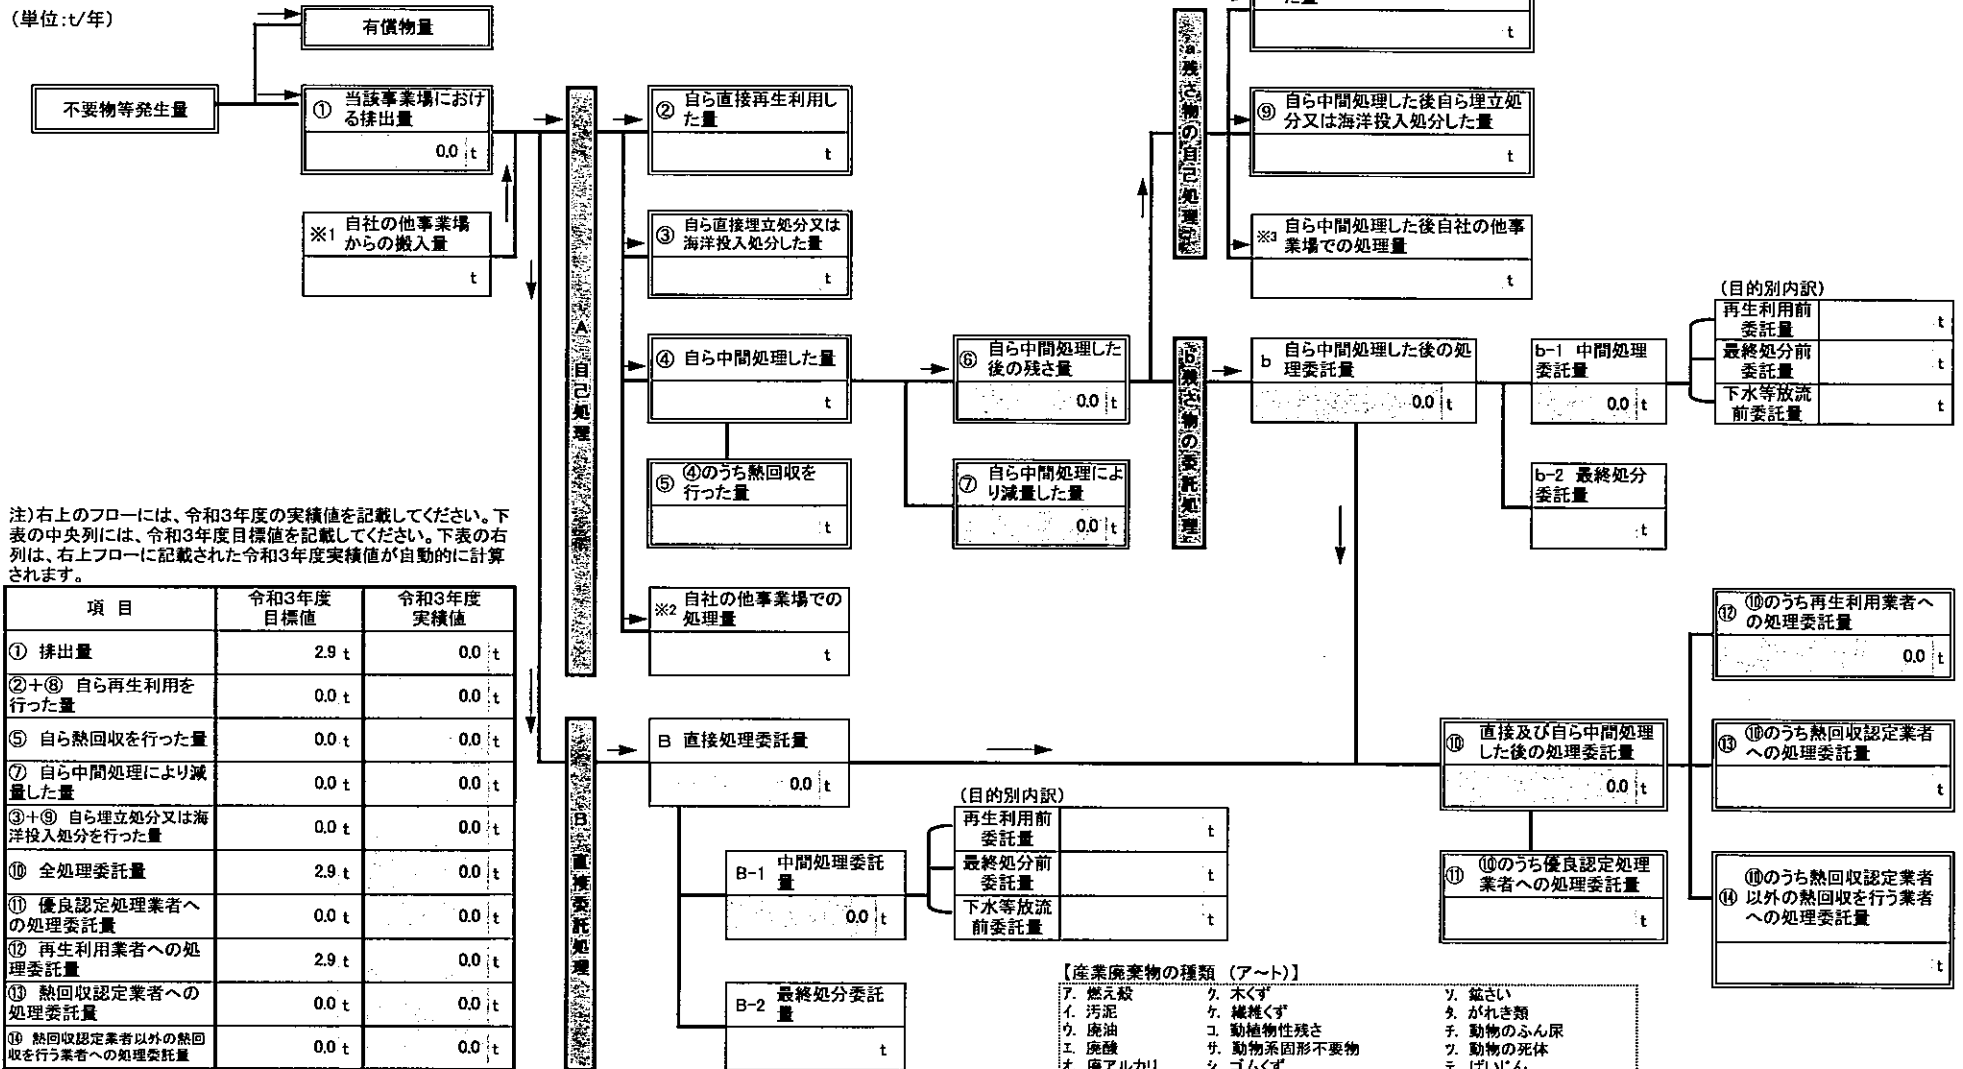 (単位:t/年)
有償物量
不要物等発生量
① 当該事業場におけ
る排出量
0.0 t
※1 自社の他事業場
からの搬入量
t
A 自己処理
② 自ら直接再生利用し
た量
t
③ 自ら直接埋立処分又は
海洋投入処分した量
t
④ 自ら中間処理した量
t
⑤ ④のうち熱回収を
行った量
t
※2 自社の他事業場での
処理量
t
⑥ 自ら中間処理した
後の残さ量
0.0 t
⑦ 自ら中間処理によ
り減量した量
0.0 t
a 残さ物の自己処理
た量
t
⑨ 自ら中間処理した後自ら埋立処
分又は海洋投入処分した量
t
※3 自ら中間処理した後自社の他事
業場での処理量
t
b 残さ物の委託処理
b 自ら中間処理した後の処
理委託量
0.0 t
b-1 中間処理
委託量
0.0 t
b-2 最終処分
委託量
t
(目的別内訳)
再生利用前
委託量
t
最終処分前
委託量
t
下水等放流
前委託量
t
注)右上のフローには、令和3年度の実績値を記載してください。下
表の中央列には、令和3年度目標値を記載してください。下表の右
列は、右上フローに記載された令和3年度実績値が自動的に計算
されます。
項 目 令和3年度 目標値 令和3年度 実績値
① 排出量 2.9 t 0.0 t
②+⑧ 自ら再生利用を
行った量 0.0 t 0.0 t
⑤ 自ら熱回収を行った量 0.0 t 0.0 t
⑦ 自ら中間処理により減
量した量 0.0 t 0.0 t
③+⑨ 自ら埋立処分又は海
洋投入処分を行った量 0.0 t 0.0 t
⑩ 全処理委託量 2.9 t 0.0 t
⑪ 優良認定処理業者へ
の処理委託量 0.0 t 0.0 t
⑫ 再生利用業者への処
理委託量 2.9 t 0.0 t
⑬ 熱回収認定業者への
処理委託量 0.0 t 0.0 t
⑭ 熱回収認定業者以外の熱回
収を行う業者への処理委託量 0.0 t 0.0 t
B 直接委託処理
B 直接処理委託量
0.0 t
B-1 中間処理委託
量
0.0 t
B-2 最終処分委託
量
t
(目的別内訳)
再生利用前
委託量
t
最終処分前
委託量
t
下水等放流
前委託量
t
⑩ 直接及び自ら中間処理
した後の処理委託量
0.0 t
⑪ ⑩のうち優良認定処理
業者への処理委託量
t
⑫ ⑩のうち再生利用業者へ
の処理委託量
0.0 t
⑬ ⑩のうち熱回収認定業者
への処理委託量
t
⑭ ⑩のうち熱回収認定業者
以外の熱回収を行う業者
への処理委託量
t
【産業廃棄物の種類 (ア~ト)】
ア. 燃え殻 ク. 木くず ソ. 鉱さい
イ. 汚泥 ケ. 繊維くず タ. がれき類
ウ. 廃油 コ. 動植物性残さ チ. 動物のふん尿
エ. 廃酸 サ. 動物系固形不要物 ツ. 動物の死体
オ. 廃アルカリ シ. ゴムくず テ. ばいじん